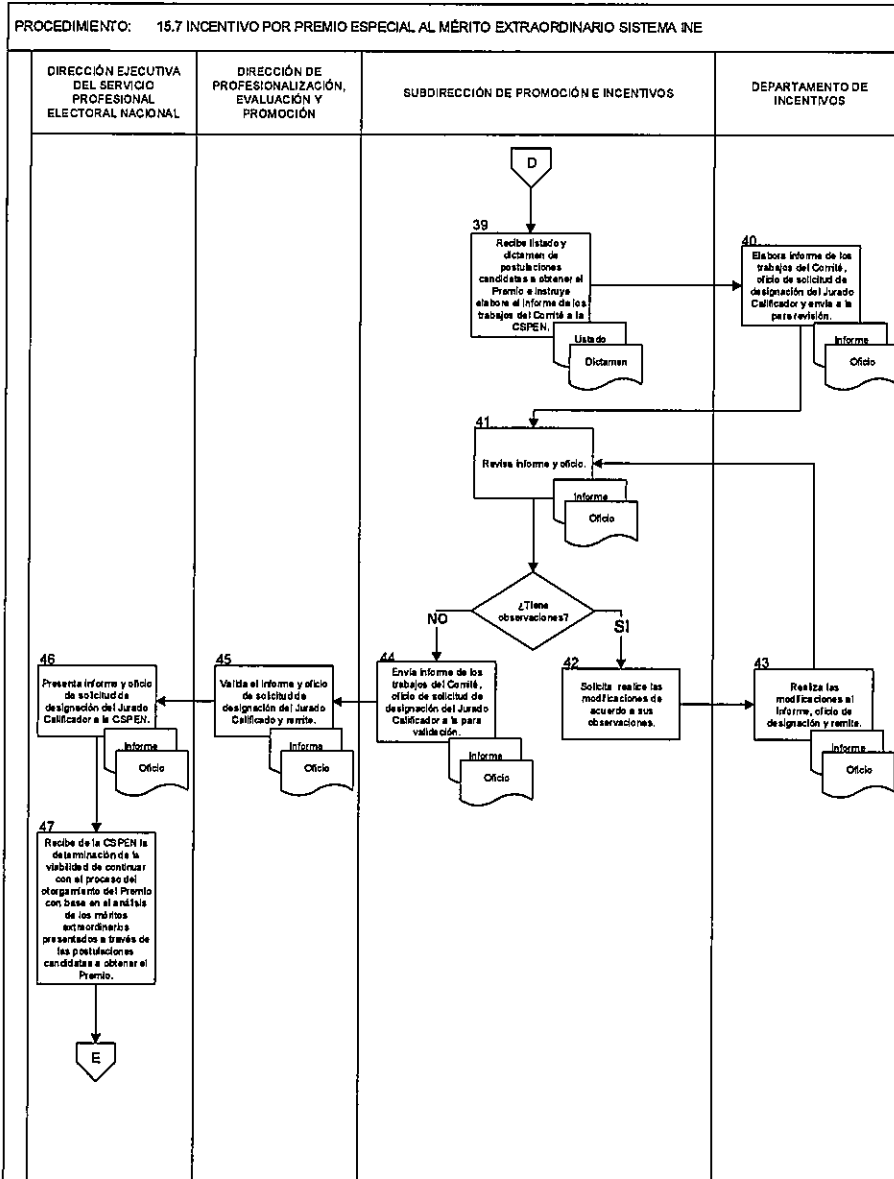 PROCEDIMIENTO: 15.7 INCENTIVO POR PREMIO ESPECIAL AL MÉRITO EXTRAORDINARIO SISTEMA INE
DIRECCIÓN EJECUTIVA
DEL SERVICIO
PROFESIONAL
ELECTORAL NACIONAL
DIRECCIÓN DE
PROFESIONALIZACIÓN,
EVALUACIÓN Y
PROMOCIÓN
SUBDIRECCIÓN DE PROMOCIÓN E INCENTIVOS
DEPARTAMENTO DE
INCENTIVOS
D
39
Recibe listado y
dictamen de
postulaciones
candidatas a obtener el
Premio e instruye
elabore el informe de los
trabajos del Comité a la
CSPEN.
Listado
Dictamen
40
Elabora informe de los
trabajos del Comité,
oficio de solicitud de
designación del Jurado
Calificador y envía a la
para revisión.
Informe
Oficio
41
Revisa informe y oficio.
Informe
Oficio
¿Tiene
observaciones?
NO
SI
42
Solicita realice las
modificaciones de
acuerdo a sus
observaciones.
43
Realiza las
modificaciones al
Informe, oficio de
designación y remite.
Informe
Oficio
44
Envía informe de los
trabajos del Comité,
oficio de solicitud de
designación del Jurado
Calificador a la para
validación.
Informe
Oficio
45
Valida el Informe y oficio
de solicitud de
designación del Jurado
Calificado y remite.
Informe
Oficio
46
Presenta informe y oficio
de solicitud de
designación del Jurado
Calificador a la CSPEN.
Informe
Oficio
47
Recibe de la CSPEN la
determinación de la
viabilidad de continuar
con el proceso del
otorgamiento del Premio
con base en el análisis
de los méritos
extraordinarios
presentados a través de
las postulaciones
candidatas a obtener el
Premio.
E